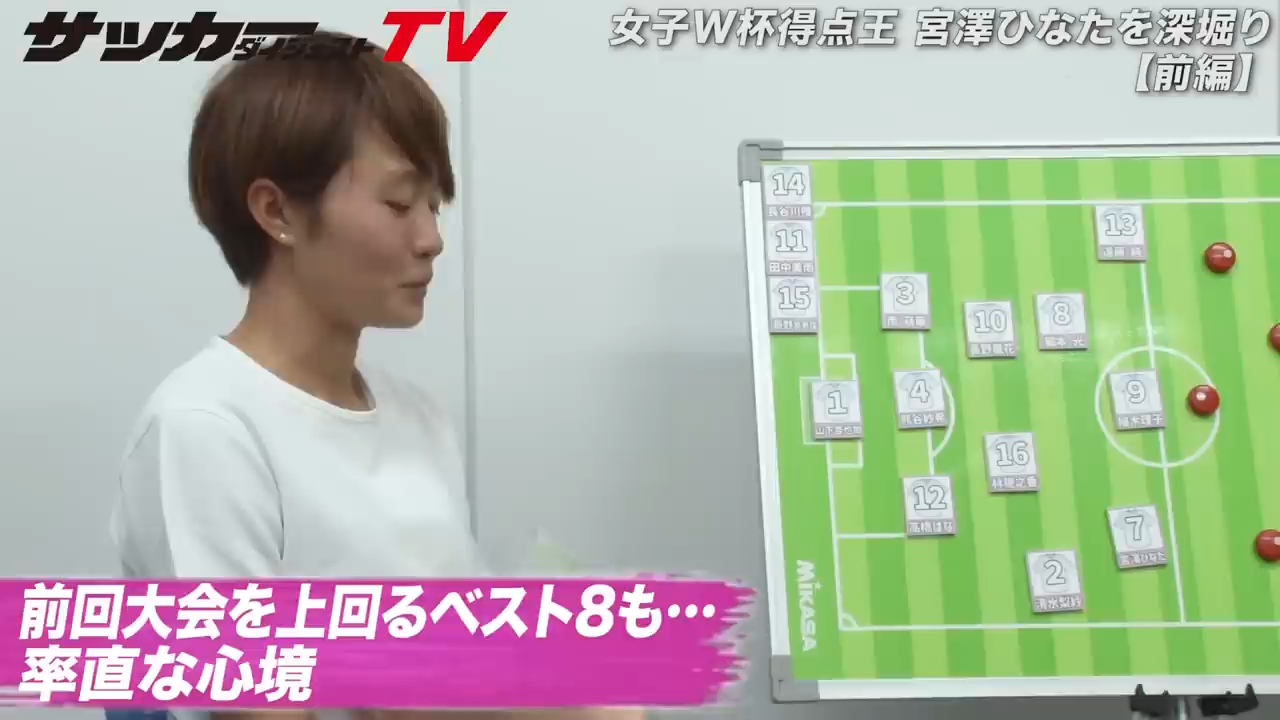 サッカーダイジェストTV
女子W杯得点王 宮澤ひなたを深堀り
【前編】
14
長谷川唯
11
田中美南
15
13
遠藤 純
3
南 萌華
10
長野風花
8
猶本 光
1
山下杏也加
4
熊谷紗希
9
植木理子
16
林穂之香
12
高橋はな
7
宮澤ひなた
2
清水梨紗
MIKASA
前回大会を上回るベスト8も…
率直な心境